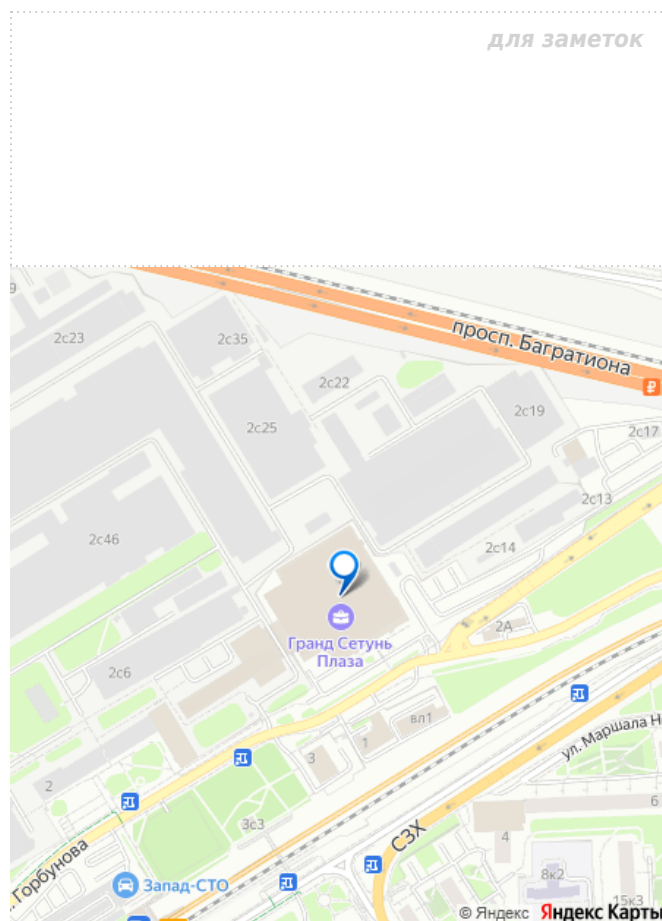 для заметок
9
2с23
2с35
просп. Багратиона
2с22
2с25
2с19
2с17
2с13
2с46
2с14
2А
Гранд Сетунь
Плаза
2с6
вл1
1
3
ул. Маршала Н
2
3с3
СЗХ
6
4
.Горбунова
8к2
Запад-СТО
15к3
© Яндекс Яндекс Карты